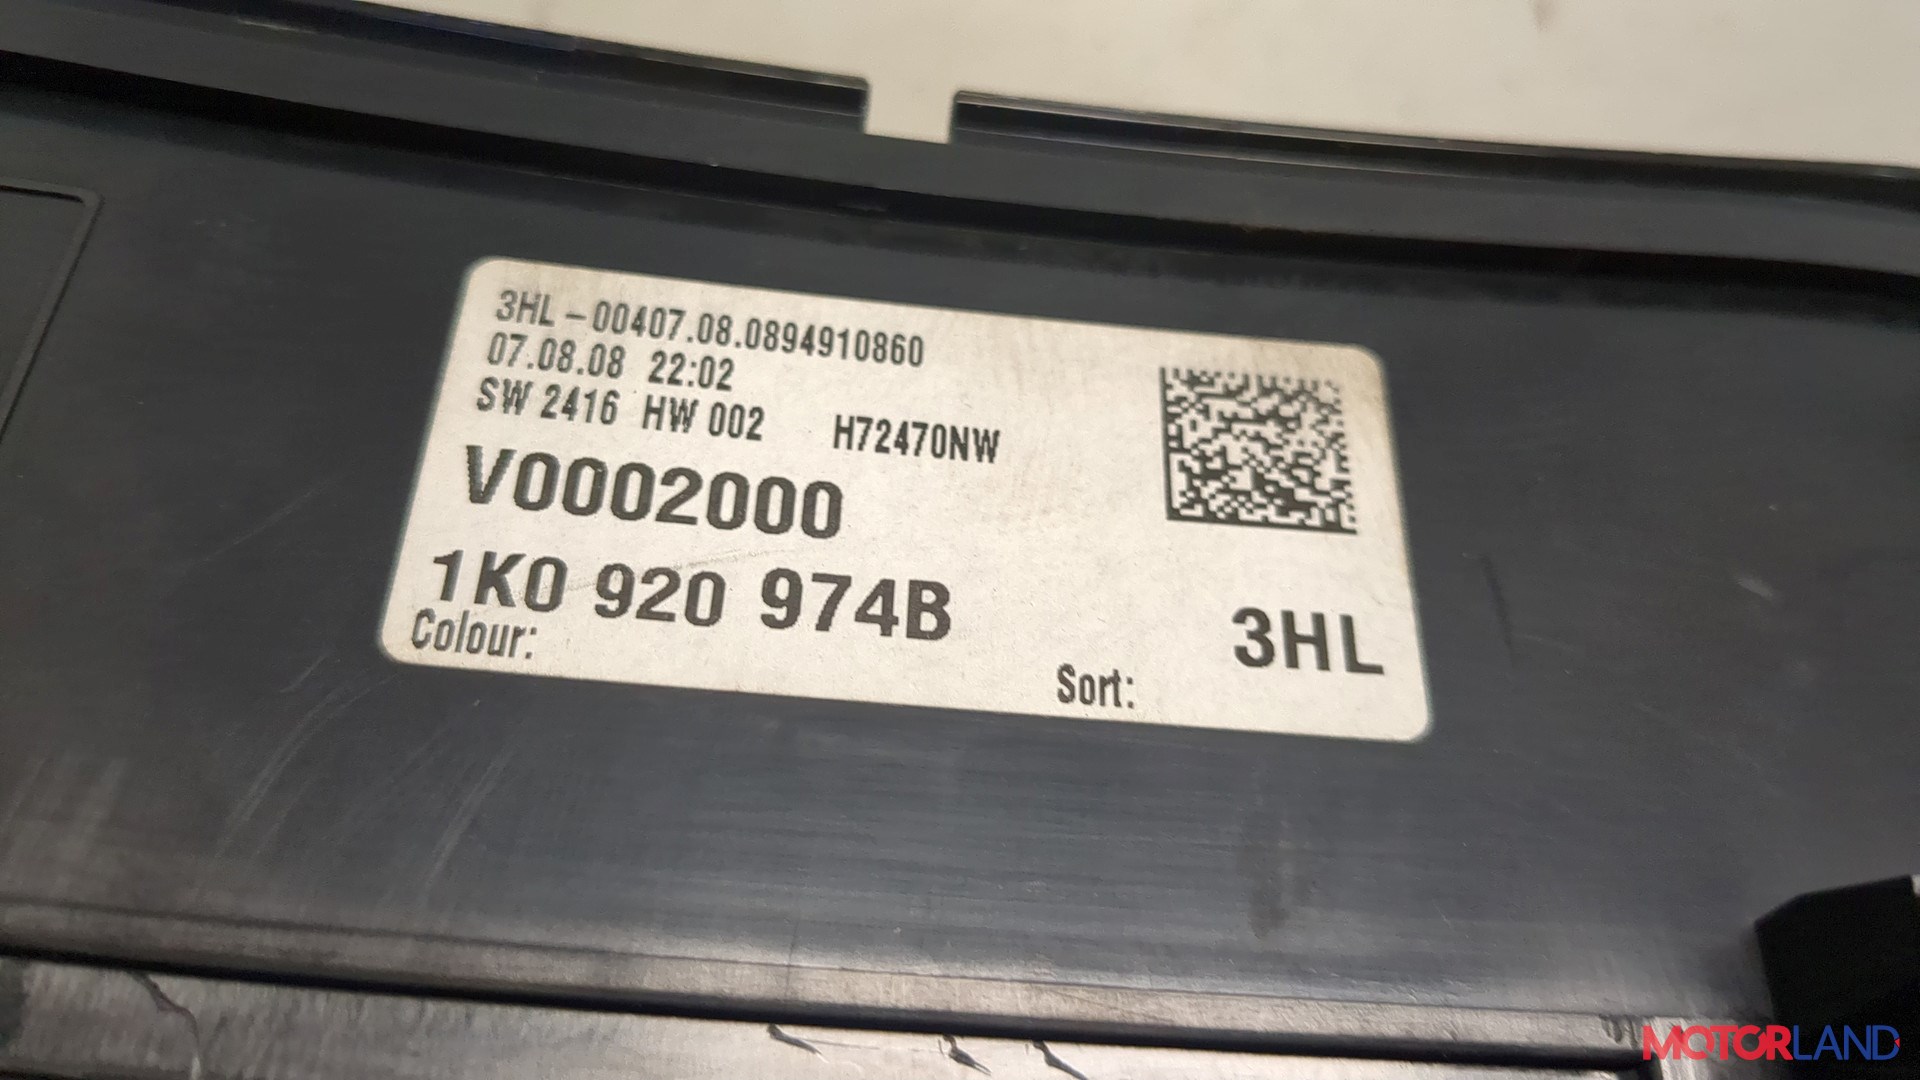 3HL - 00407.08.0894910860
07.08.08 22:02
SW 2416 HW 002 H72470NW
V0002000
1K0 920 974B 3HL
Colour: Sort:
MOTORLAND